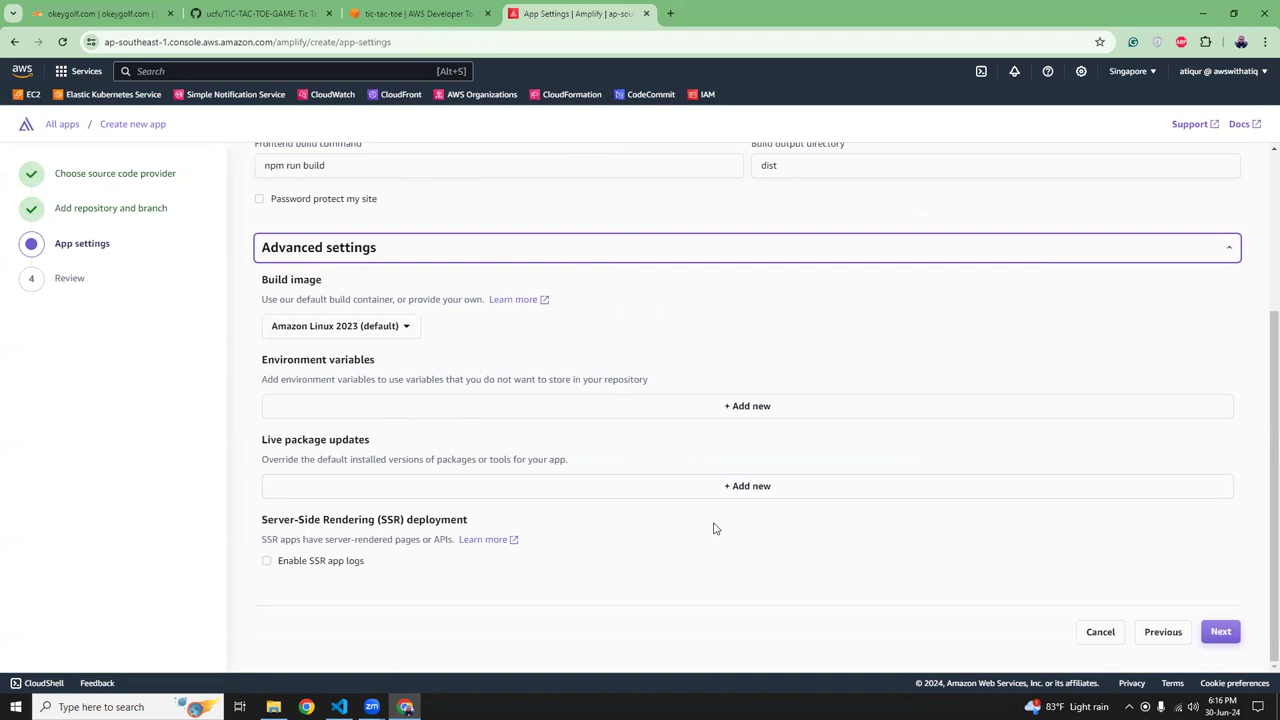 okeygolf.com | okeygolf.com | D
ucfx/TIC-TAC-TOE-GAME: Tic Ta
tic-tac-toe | AWS Developer To
App Settings | Amplify | ap-sou
ap-southeast-1.console.aws.amazon.com/amplify/create/app-settings
aws
Services
Search
[Alt+S]
Singapore
atiqur @ awswithatiq
EC2
Elastic Kubernetes Service
Simple Notification Service
CloudWatch
CloudFront
AWS Organizations
CloudFormation
CodeCommit
IAM
All apps / Create new app
Support
Docs
Choose source code provider
Add repository and branch
App settings
4 Review
Frontend build command
Build output directory
npm run build
dist
Password protect my site
Advanced settings
Build image
Use our default build container, or provide your own. Learn more
Amazon Linux 2023 (default)
Environment variables
Add environment variables to use variables that you do not want to store in your repository
+ Add new
Live package updates
Override the default installed versions of packages or tools for your app.
+ Add new
Server-Side Rendering (SSR) deployment
SSR apps have server-rendered pages or APIs. Learn more
Enable SSR app logs
Cancel
Previous
Next
CloudShell
Feedback
© 2024, Amazon Web Services, Inc. or its affiliates.
Privacy
Terms
Cookie preferences
Type here to search
83°F Light rain
6:16 PM
30-Jun-24